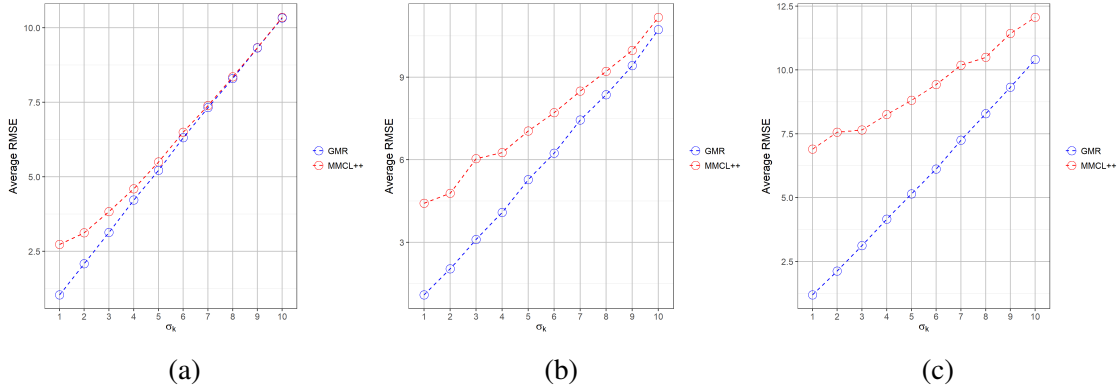 Average RMSE
10.0
7.5
5.0
2.5
1 2 3 4 5 6 7 8 9 10
σk
GMR
MMCL++
(a)
Average RMSE
9
6
3
1 2 3 4 5 6 7 8 9 10
σk
GMR
MMCL++
(b)
Average RMSE
12.5
10.0
7.5
5.0
2.5
1 2 3 4 5 6 7 8 9 10
σk
GMR
MMCL++
(c)